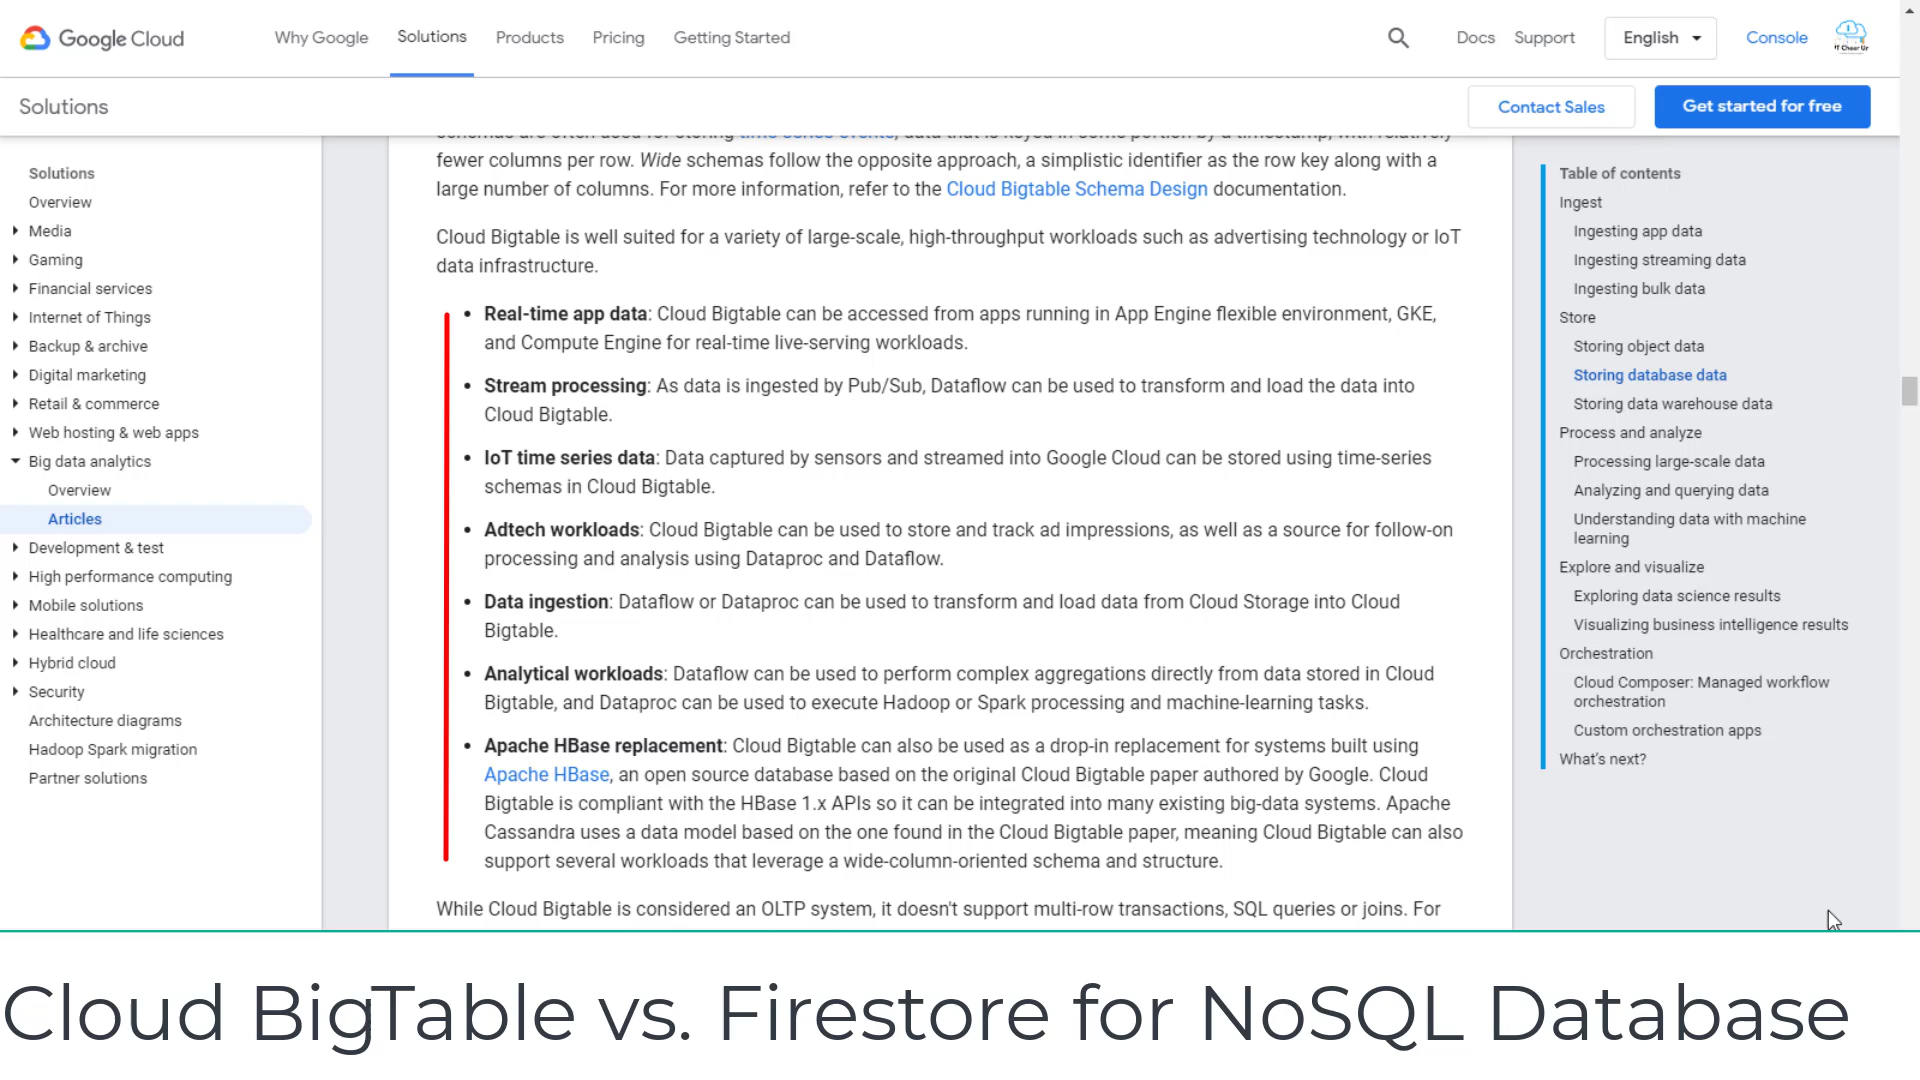 Google Cloud
Why Google
Solutions
Products
Pricing
Getting Started
Docs
Support
English
Console
IT Cheer Up
Solutions
Contact Sales
Get started for free
Solutions
Overview
Media
Gaming
Financial services
Internet of Things
Backup & archive
Digital marketing
Retail & commerce
Web hosting & web apps
Big data analytics
Overview
Articles
Development & test
High performance computing
Mobile solutions
Healthcare and life sciences
Hybrid cloud
Security
Architecture diagrams
Hadoop Spark migration
Partner solutions
schemas are often used for storing time-series events, data that is keyed in some portion by a timestamp, with relatively
fewer columns per row. Wide schemas follow the opposite approach, a simplistic identifier as the row key along with a
large number of columns. For more information, refer to the Cloud Bigtable Schema Design documentation.
Cloud Bigtable is well suited for a variety of large-scale, high-throughput workloads such as advertising technology or IoT
data infrastructure.
• Real-time app data: Cloud Bigtable can be accessed from apps running in App Engine flexible environment, GKE,
and Compute Engine for real-time live-serving workloads.
• Stream processing: As data is ingested by Pub/Sub, Dataflow can be used to transform and load the data into
Cloud Bigtable.
• IoT time series data: Data captured by sensors and streamed into Google Cloud can be stored using time-series
schemas in Cloud Bigtable.
• Adtech workloads: Cloud Bigtable can be used to store and track ad impressions, as well as a source for follow-on
processing and analysis using Dataproc and Dataflow.
• Data ingestion: Dataflow or Dataproc can be used to transform and load data from Cloud Storage into Cloud
Bigtable.
• Analytical workloads: Dataflow can be used to perform complex aggregations directly from data stored in Cloud
Bigtable, and Dataproc can be used to execute Hadoop or Spark processing and machine-learning tasks.
• Apache HBase replacement: Cloud Bigtable can also be used as a drop-in replacement for systems built using
Apache HBase, an open source database based on the original Cloud Bigtable paper authored by Google. Cloud
Bigtable is compliant with the HBase 1.x APIs so it can be integrated into many existing big-data systems. Apache
Cassandra uses a data model based on the one found in the Cloud Bigtable paper, meaning Cloud Bigtable can also
support several workloads that leverage a wide-column-oriented schema and structure.
While Cloud Bigtable is considered an OLTP system, it doesn't support multi-row transactions, SQL queries or joins. For
Table of contents
Ingest
Ingesting app data
Ingesting streaming data
Ingesting bulk data
Store
Storing object data
Storing database data
Storing data warehouse data
Process and analyze
Processing large-scale data
Analyzing and querying data
Understanding data with machine
learning
Explore and visualize
Exploring data science results
Visualizing business intelligence results
Orchestration
Cloud Composer: Managed workflow
orchestration
Custom orchestration apps
What's next?
Cloud BigTable vs. Firestore for NoSQL Database